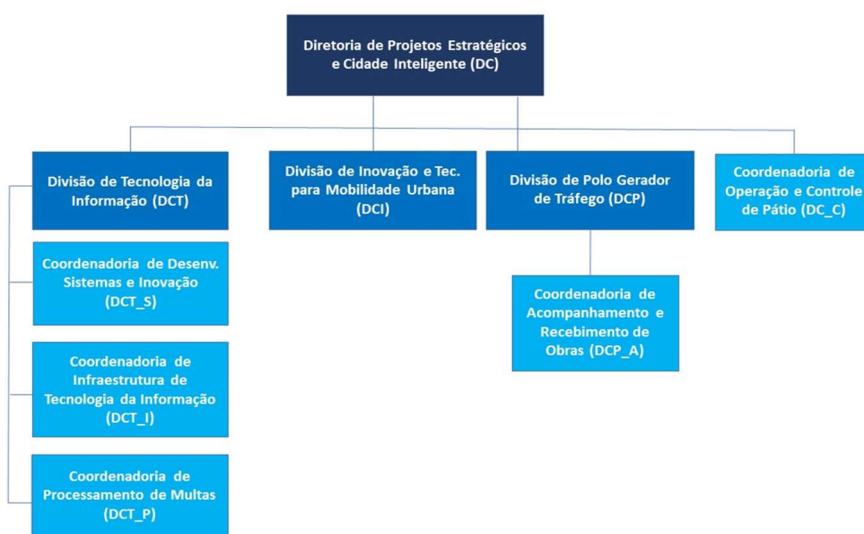 Diretoria de Projetos Estratégicos
e Cidade Inteligente (DC)
Divisão de Tecnologia da
Informação (DCT)
Divisão de Inovação e Tec.
para Mobilidade Urbana
(DCI)
Divisão de Polo Gerador
de Tráfego (DCP)
Coordenadoria de
Operação e Controle
de Pátio (DC_C)
Coordenadoria de Desenv.
Sistemas e Inovação
(DCT_S)
Coordenadoria de
Acompanhamento e
Recebimento de
Obras (DCP_A)
Coordenadoria de
Infraestrutura de
Tecnologia da Informação
(DCT_I)
Coordenadoria de
Processamento de Multas
(DCT_P)